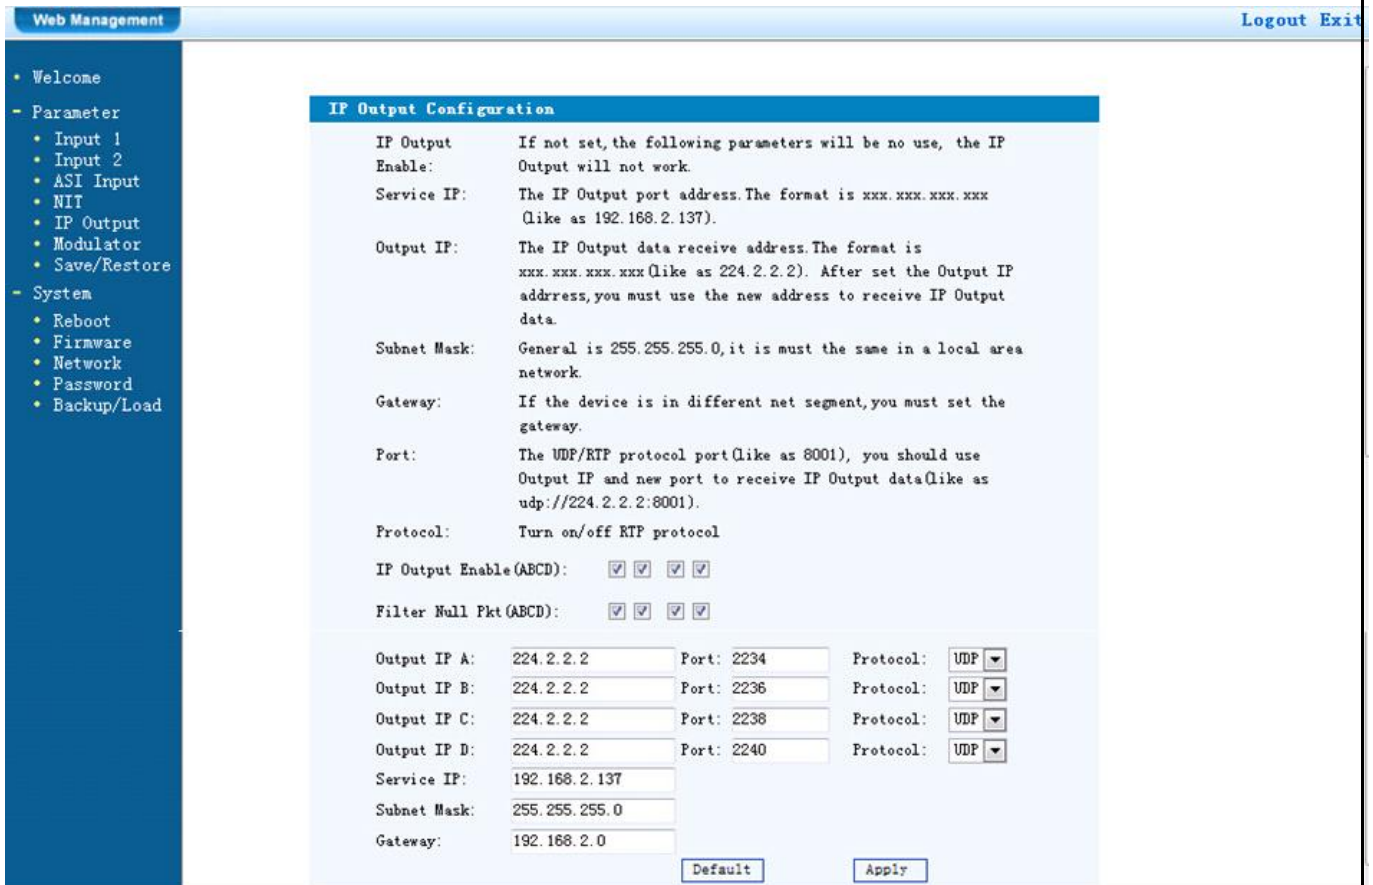 Web Management
Logout Exit
Welcome
Parameter
Input 1
Input 2
ASI Input
NIT
IP Output
Modulator
Save/Restore
System
Reboot
Firmware
Network
Password
Backup/Load
IP Output Configuration
IP Output Enable: If not set, the following parameters will be no use, the IP
Output will not work.
Service IP: The IP Output port address.The format is xxx.xxx.xxx.xxx
(like as 192.168.2.137).
Output IP: The IP Output data receive address.The format is
xxx.xxx.xxx.xxx(like as 224.2.2.2). After set the Output IP
addrress,you must use the new address to receive IP Output
data.
Subnet Mask: General is 255.255.255.0,it is must the same in a local area
network.
Gateway: If the device is in different net segment,you must set the
gateway.
Port: The UDP/RTP protocol port(like as 8001), you should use
Output IP and new port to receive IP Output data(like as
udp://224.2.2.2:8001).
Protocol: Turn on/off RTP protocol
IP Output Enable(ABCD):
Filter Null Pkt(ABCD):
Output IP A: 224.2.2.2 Port: 2234 Protocol: UDP
Output IP B: 224.2.2.2 Port: 2236 Protocol: UDP
Output IP C: 224.2.2.2 Port: 2238 Protocol: UDP
Output IP D: 224.2.2.2 Port: 2240 Protocol: UDP
Service IP: 192.168.2.137
Subnet Mask: 255.255.255.0
Gateway: 192.168.2.0
Default Apply